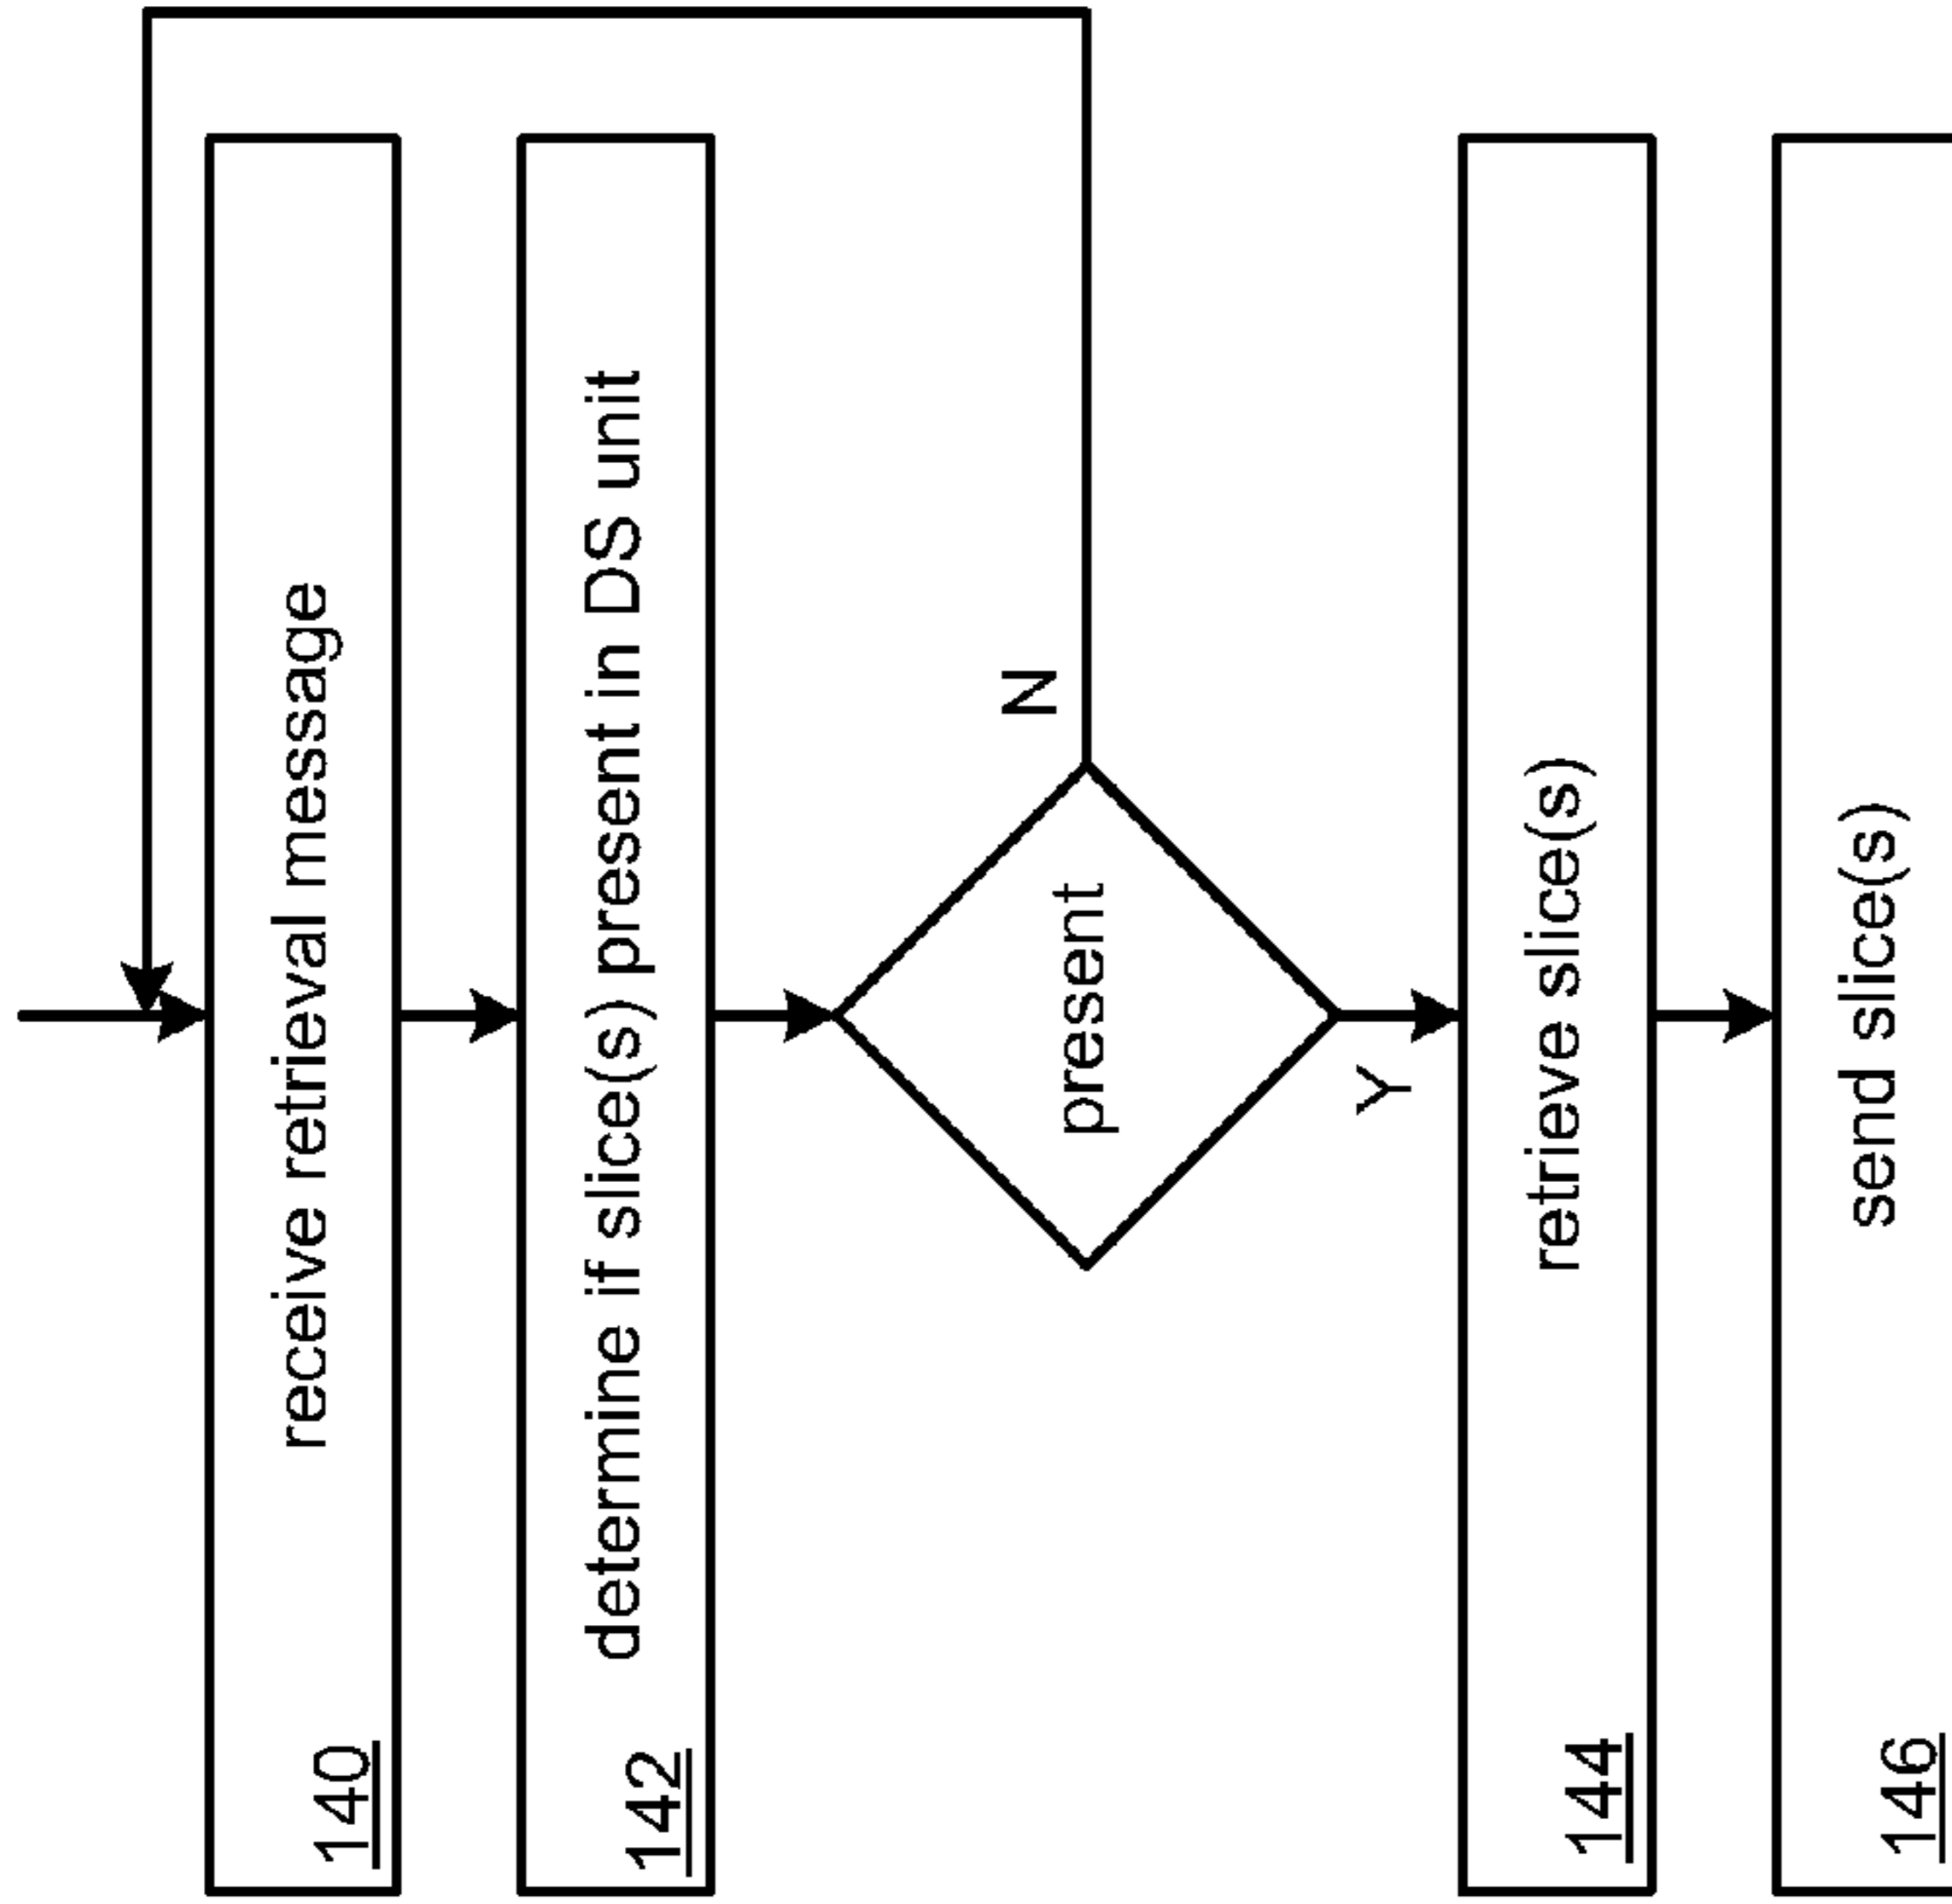 receive retrieval message
140
determine if slice(s) present in DS unit
142
present
N
Y
retrieve slice(s)
144
send slice(s)
146